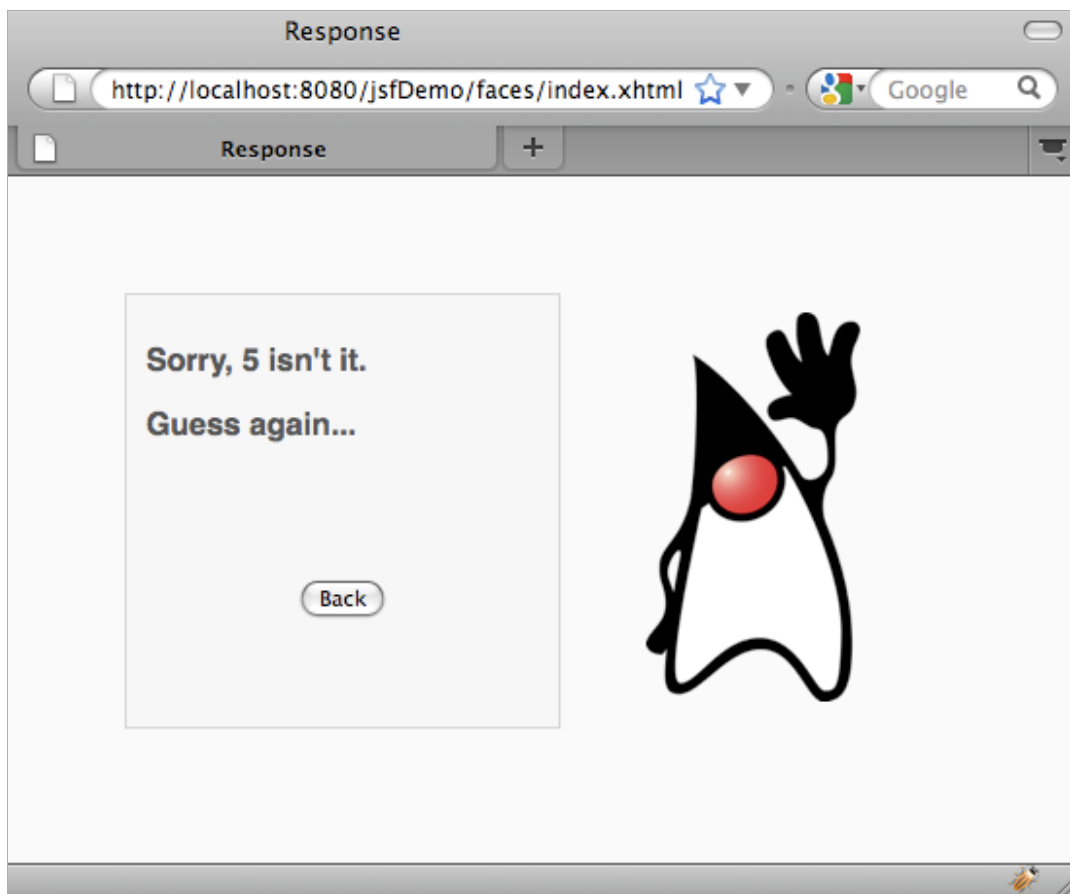 Response
http://localhost:8080/jsfDemo/faces/index.xhtml
Google
Response
Sorry, 5 isn't it.
Guess again...
Back